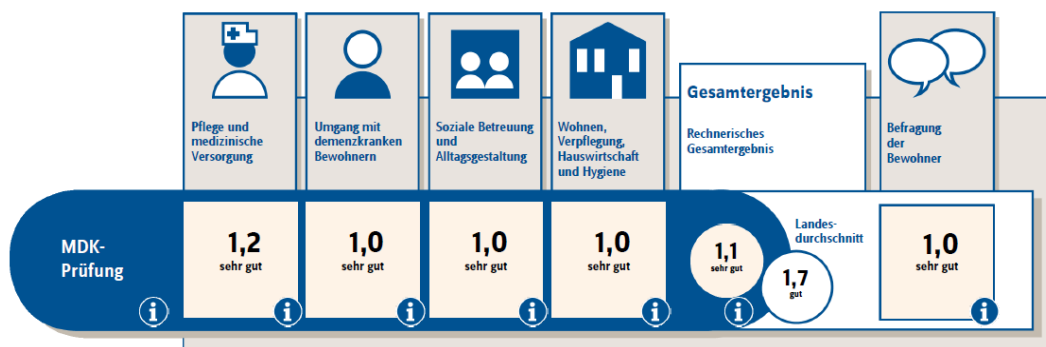 Pflege und
medizinische
Versorgung
Umgang mit
demenzkranken
Bewohnern
Soziale Betreuung
und
Alltagsgestaltung
Wohnen,
Verpflegung,
Hauswirtschaft
und Hygiene
Gesamtergebnis
Rechnerisches
Gesamtergebnis
Befragung
der
Bewohner
MDK-
Prüfung
i
1,2
sehr gut
i
1,0
sehr gut
i
1,0
sehr gut
i
1,0
sehr gut
i
1,1
sehr gut
i
Landes-
durchschnitt
1,7
gut
1,0
sehr gut
i